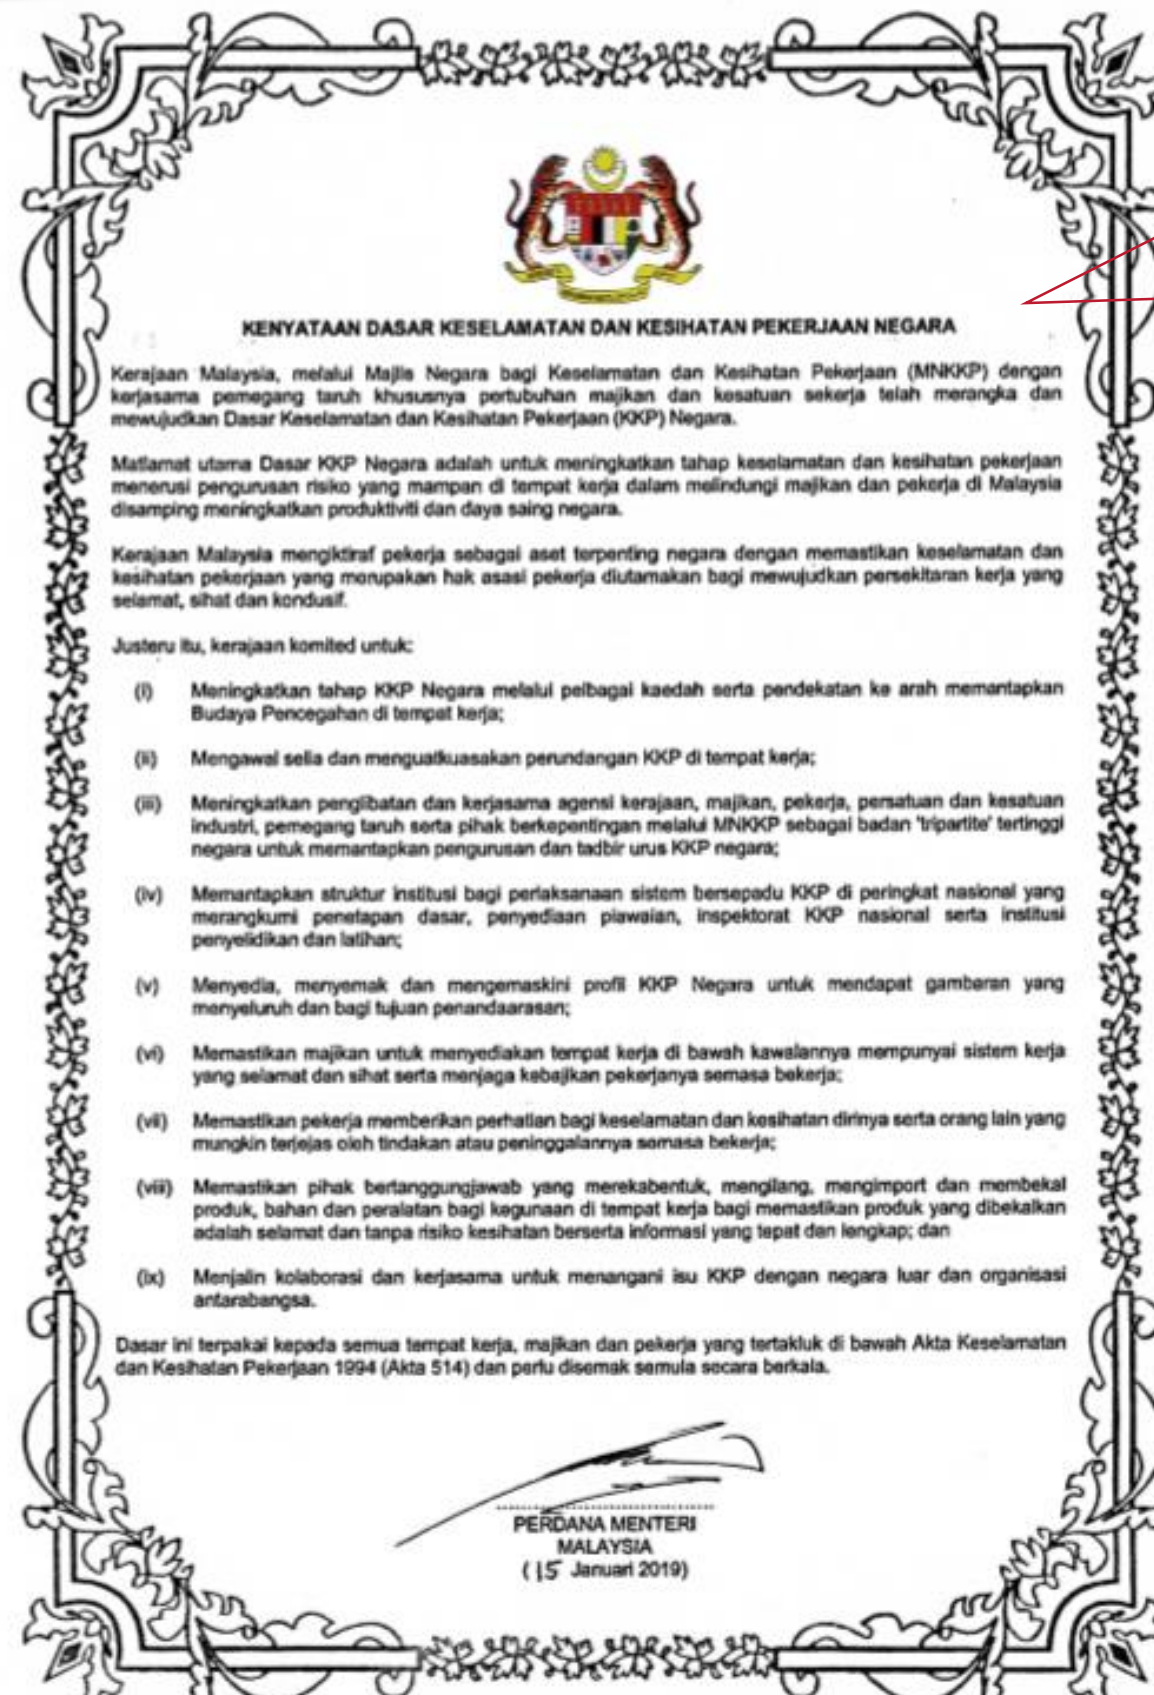 KENYATAAN DASAR KESELAMATAN DAN KESIHATAN PEKERJAAN NEGARA
Kerajaan Malaysia, melalui Majlis Negara bagi Keselamatan dan Kesihatan Pekerjaan (MNKKP) dengan
kerjasama pemegang taruh khususnya pertubuhan majikan dan kesatuan sekerja telah merangka dan
mewujudkan Dasar Keselamatan dan Kesihatan Pekerjaan (KKP) Negara.
Matlamat utama Dasar KKP Negara adalah untuk meningkatkan tahap keselamatan dan kesihatan pekerjaan
menerusi pengurusan risiko yang mampan di tempat kerja dalam melindungi majikan dan pekerja di Malaysia
disamping meningkatkan produktiviti dan daya saing negara.
Kerajaan Malaysia mengiktiraf pekerja sebagai aset terpenting negara dengan memastikan keselamatan dan
kesihatan pekerjaan yang merupakan hak asasi pekerja diutamakan bagi mewujudkan persekitaran kerja yang
selamat, sihat dan kondusif.
Justeru itu, kerajaan komited untuk:
(i) Meningkatkan tahap KKP Negara melalui pelbagai kaedah serta pendekatan ke arah memantapkan
Budaya Pencegahan di tempat kerja;
(ii) Mengawal selia dan menguatkuasakan perundangan KKP di tempat kerja;
(iii) Meningkatkan penglibatan dan kerjasama agensi kerajaan, majikan, pekerja, persatuan dan kesatuan
industri, pemegang taruh serta pihak berkepentingan melalui MNKKP sebagai badan 'tripartite' tertinggi
negara untuk memantapkan pengurusan dan tadbir urus KKP negara;
(iv) Memantapkan struktur institusi bagi perlaksanaan sistem bersepadu KKP di peringkat nasional yang
merangkumi penetapan dasar, penyediaan piawaian, inspektorat KKP nasional serta institusi
penyelidikan dan latihan;
(v) Menyedia, menyemak dan mengemaskini profil KKP Negara untuk mendapat gambaran yang
menyeluruh dan bagi tujuan penandaarasan;
(vi) Memastikan majikan untuk menyediakan tempat kerja di bawah kawalannya mempunyai sistem kerja
yang selamat dan sihat serta menjaga kebajikan pekerjanya semasa bekerja;
(vii) Memastikan pekerja memberikan perhatian bagi keselamatan dan kesihatan dirinya serta orang lain yang
mungkin terjejas oleh tindakan atau peninggalannya semasa bekerja;
(viii) Memastikan pihak bertanggungjawab yang merekabentuk, mengilang, mengimport dan membekal
produk, bahan dan peralatan bagi kegunaan di tempat kerja bagi memastikan produk yang dibekalkan
adalah selamat dan tanpa risiko kesihatan berserta informasi yang tepat dan lengkap; dan
(ix) Menjalin kolaborasi dan kerjasama untuk menangani isu KKP dengan negara luar dan organisasi
antarabangsa.
Dasar ini terpakai kepada semua tempat kerja, majikan dan pekerja yang tertakluk di bawah Akta Keselamatan
dan Kesihatan Pekerjaan 1994 (Akta 514) dan perlu disemak semula secara berkala.
PERDANA MENTERI
MALAYSIA
(15 Januari 2019)